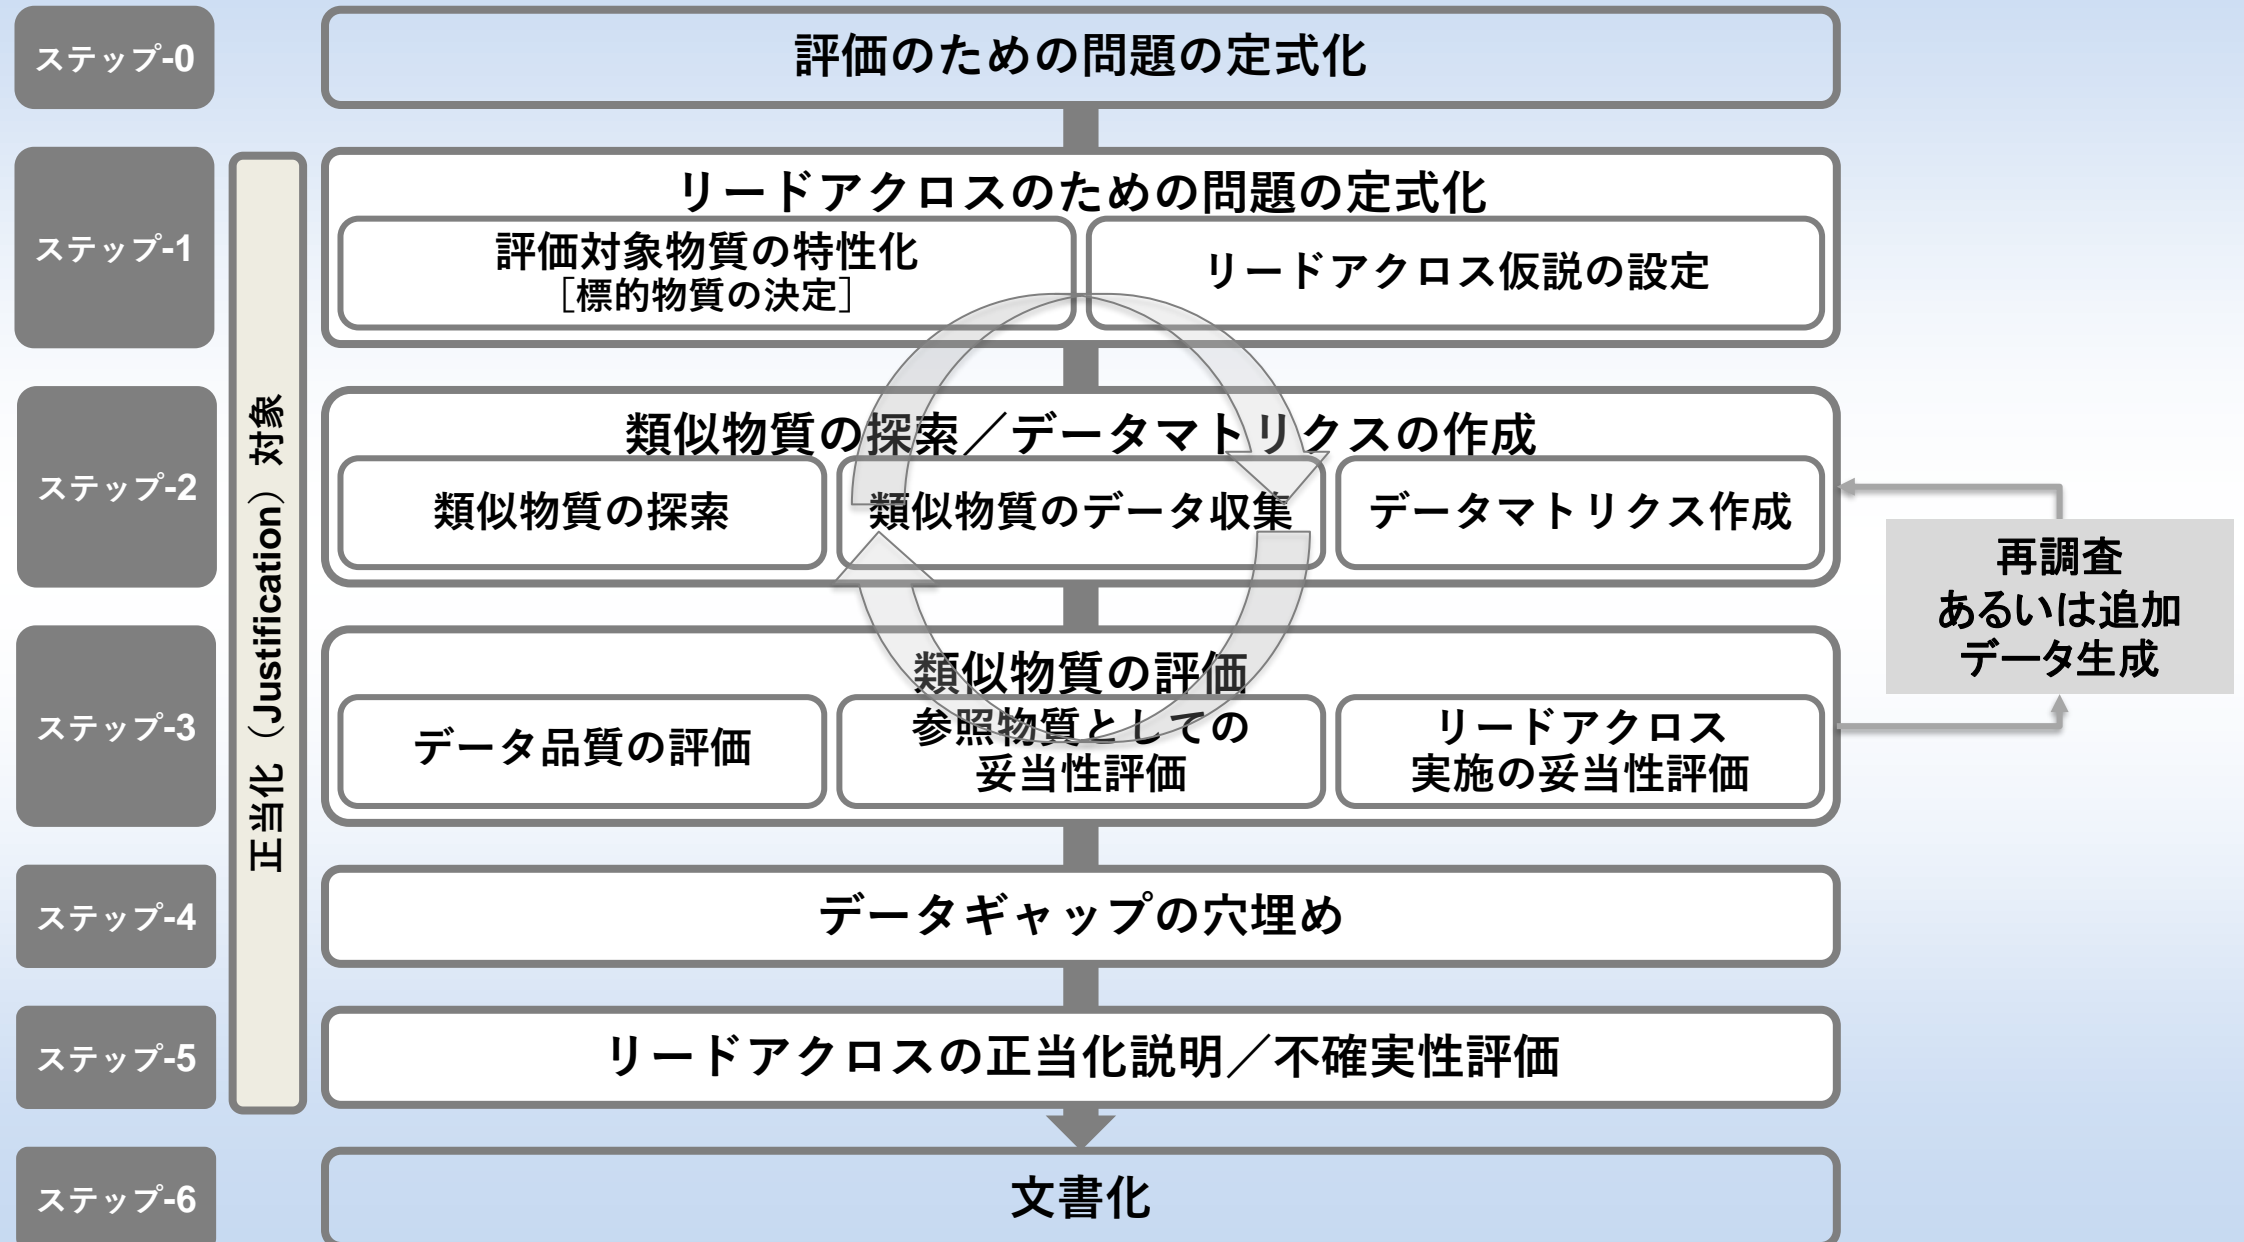 ステップ-0
評価のための問題の定式化
ステップ-1
リードアクロスのための問題の定式化
評価対象物質の特性化
［標的物質の決定］
リードアクロス仮説の設定
正当化（Justification）対象
ステップ-2
類似物質の探索／データマトリクスの作成
類似物質の探索
類似物質のデータ収集
データマトリクス作成
再調査
あるいは追加
データ生成
ステップ-3
類似物質の評価
データ品質の評価
参照物質としての
妥当性評価
リードアクロス
実施の妥当性評価
ステップ-4
データギャップの穴埋め
ステップ-5
リードアクロスの正当化説明／不確実性評価
ステップ-6
文書化